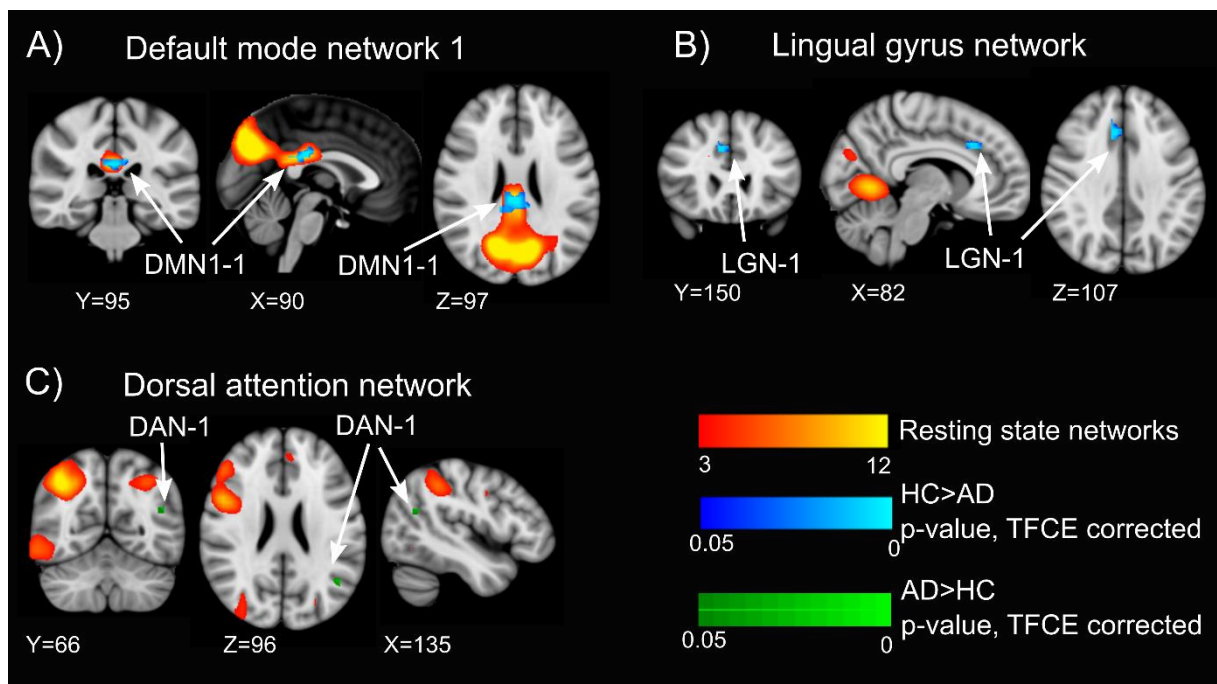 A) Default mode network 1
DMN1-1
DMN1-1
Y=95
X=90
Z=97
B) Lingual gyrus network
LGN-1
LGN-1
Y=150
X=82
Z=107
C) Dorsal attention network
DAN-1
DAN-1
Y=66
Z=96
X=135
Resting state networks
3
12
HC>AD
p-value, TFCE corrected
0.05
0
AD>HC
p-value, TFCE corrected
0.05
0